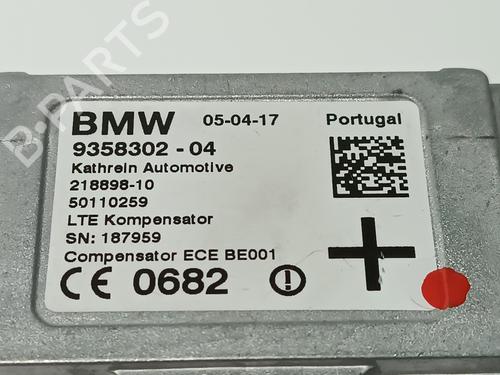 BMW 05-04-17 Portugal
9358302 - 04
Kathrein Automotive
218898-10
50110259
LTE Kompensator
SN: 187959
Compensator ECE BE001
CE 0682
B-PARTS